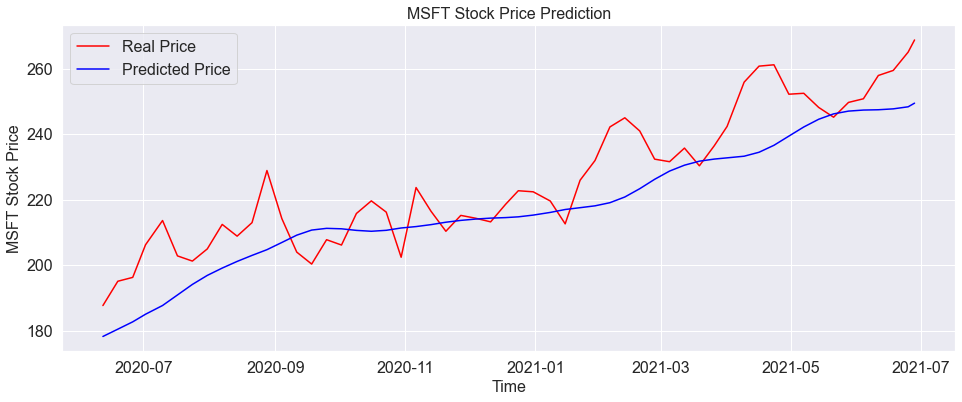 MSFT Stock Price Prediction
Real Price
Predicted Price
MSFT Stock Price
260
240
220
200
180
2020-07 2020-09 2020-11 2021-01 2021-03 2021-05 2021-07
Time